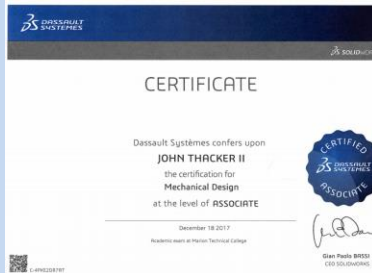 DASSAULT
SYSTEMES
CERTIFICATE
Dassault Systèmes confers upon
JOHN THACKER II
the certification for
Mechanical Design
at the level of ASSOCIATE
December 18 2017
Academic exam at Marion Technical College
CERTIFIED
DASSAULT
SYSTEMES
ASSOCIATE
Gian Paolo BASSI
CEO SOLIDWORKS